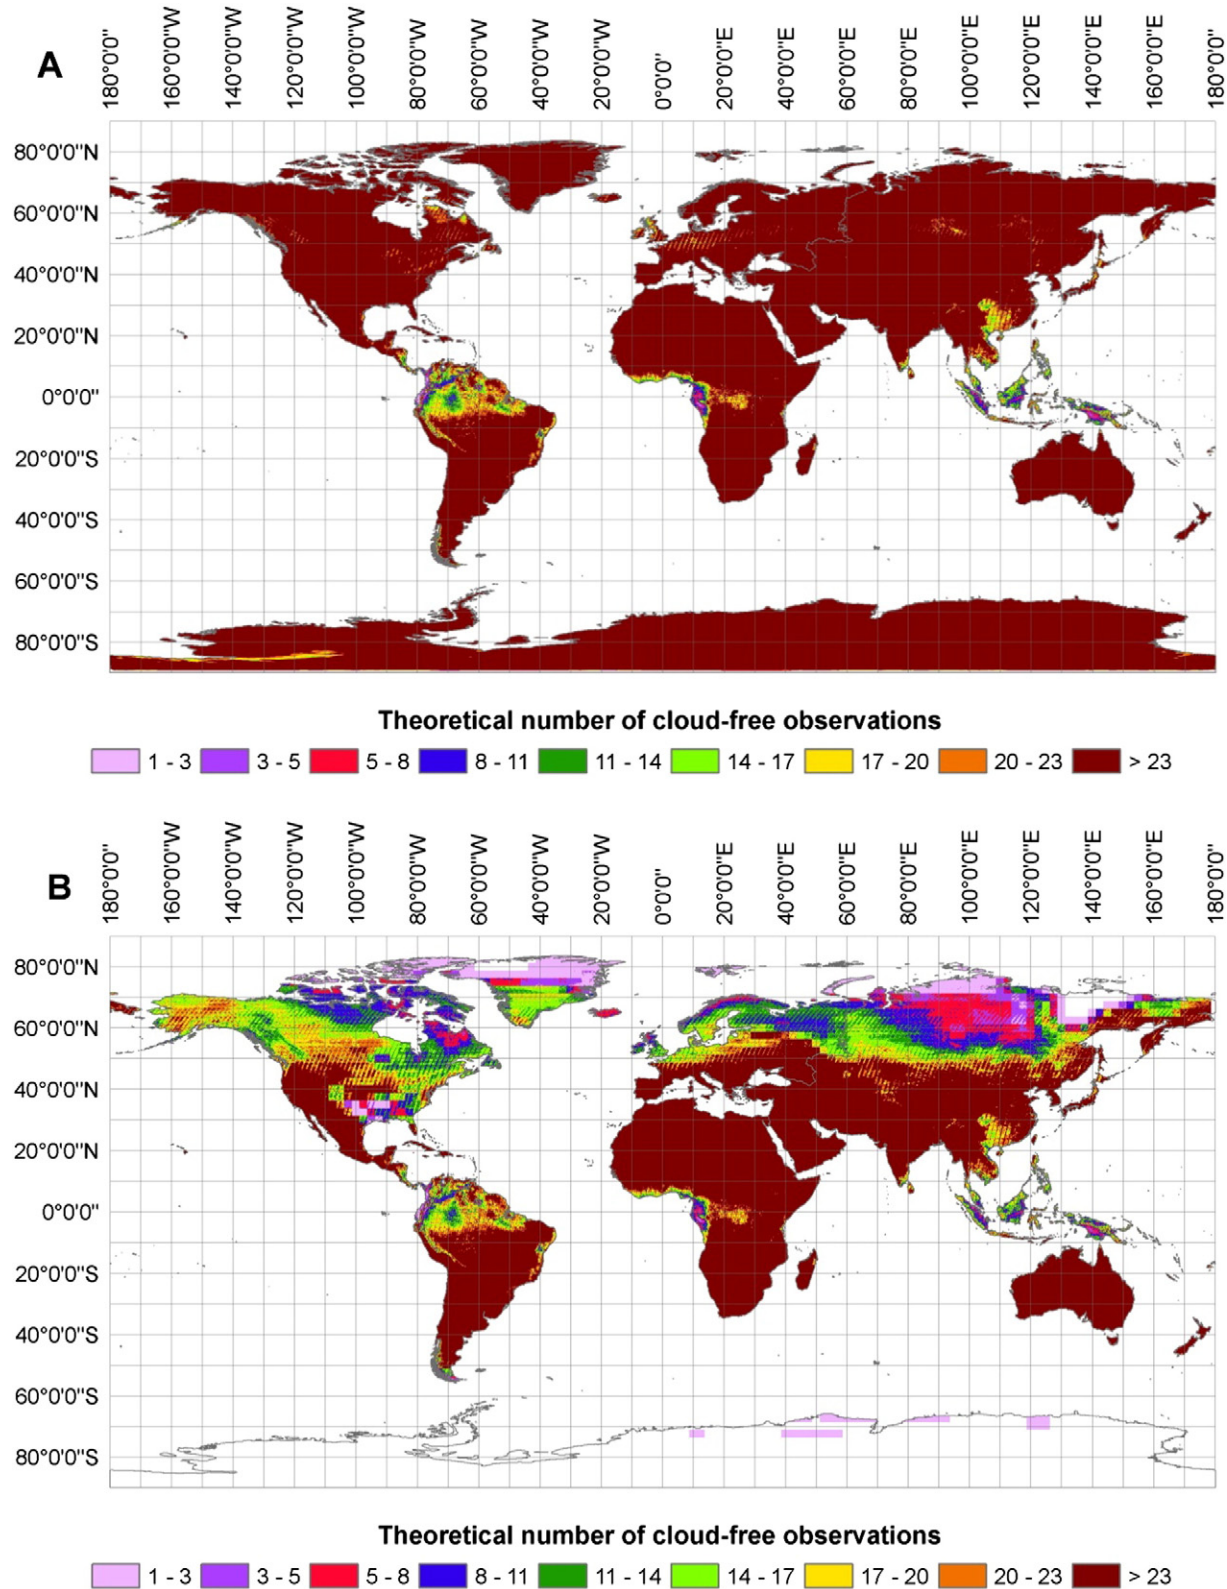 A
180°0'0" 160°0'0"W 140°0'0"W 120°0'0"W 100°0'0"W 80°0'0"W 60°0'0"W 40°0'0"W 20°0'0"W 0°0'0" 20°0'0"E 40°0'0"E 60°0'0"E 80°0'0"E 100°0'0"E 120°0'0"E 140°0'0"E 160°0'0"E 180°0'0"
80°0'0"N
60°0'0"N
40°0'0"N
20°0'0"N
0°0'0"
20°0'0"S
40°0'0"S
60°0'0"S
80°0'0"S
Theoretical number of cloud-free observations
1 - 3 3 - 5 5 - 8 8 - 11 11 - 14 14 - 17 17 - 20 20 - 23 > 23
B
180°0'0" 160°0'0"W 140°0'0"W 120°0'0"W 100°0'0"W 80°0'0"W 60°0'0"W 40°0'0"W 20°0'0"W 0°0'0" 20°0'0"E 40°0'0"E 60°0'0"E 80°0'0"E 100°0'0"E 120°0'0"E 140°0'0"E 160°0'0"E 180°0'0"
80°0'0"N
60°0'0"N
40°0'0"N
20°0'0"N
0°0'0"
20°0'0"S
40°0'0"S
60°0'0"S
80°0'0"S
Theoretical number of cloud-free observations
1 - 3 3 - 5 5 - 8 8 - 11 11 - 14 14 - 17 17 - 20 20 - 23 > 23